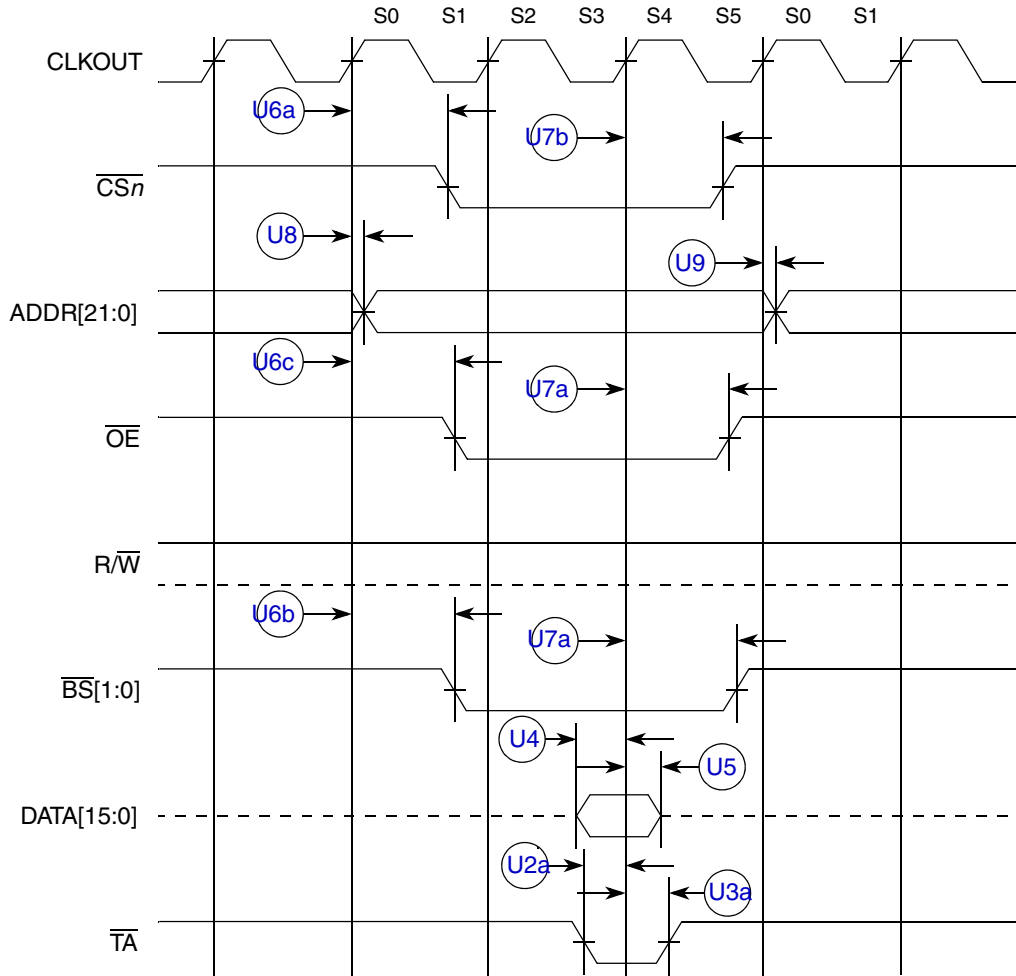 S0 S1 S2 S3 S4 S5 S0 S1
CLKOUT
U6a
U7b
CSn
U8
U9
ADDR[21:0]
U6c
U7a
OE
R/W
U6b
U7a
BS[1:0]
U4
U5
DATA[15:0]
U2a
U3a
TA